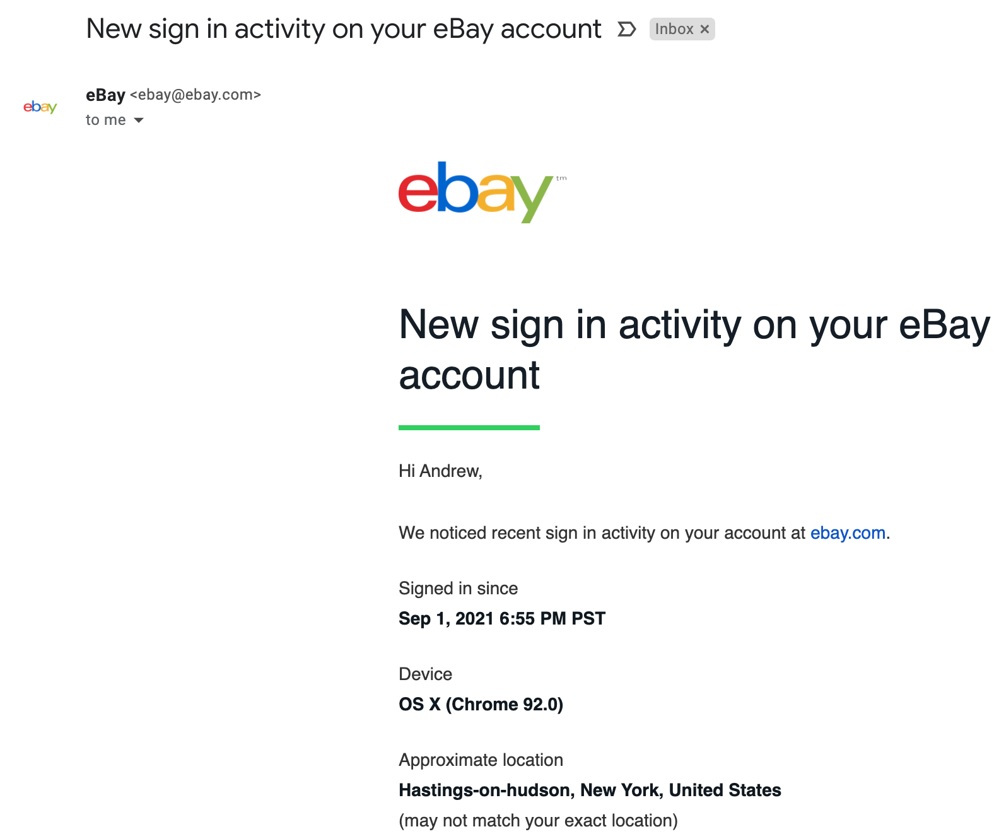 New sign in activity on your eBay account Inbox ×
ebay
eBay <ebay@ebay.com>
to me
ebay™
New sign in activity on your eBay
account
Hi Andrew,
We noticed recent sign in activity on your account at ebay.com.
Signed in since
Sep 1, 2021 6:55 PM PST
Device
OS X (Chrome 92.0)
Approximate location
Hastings-on-hudson, New York, United States
(may not match your exact location)